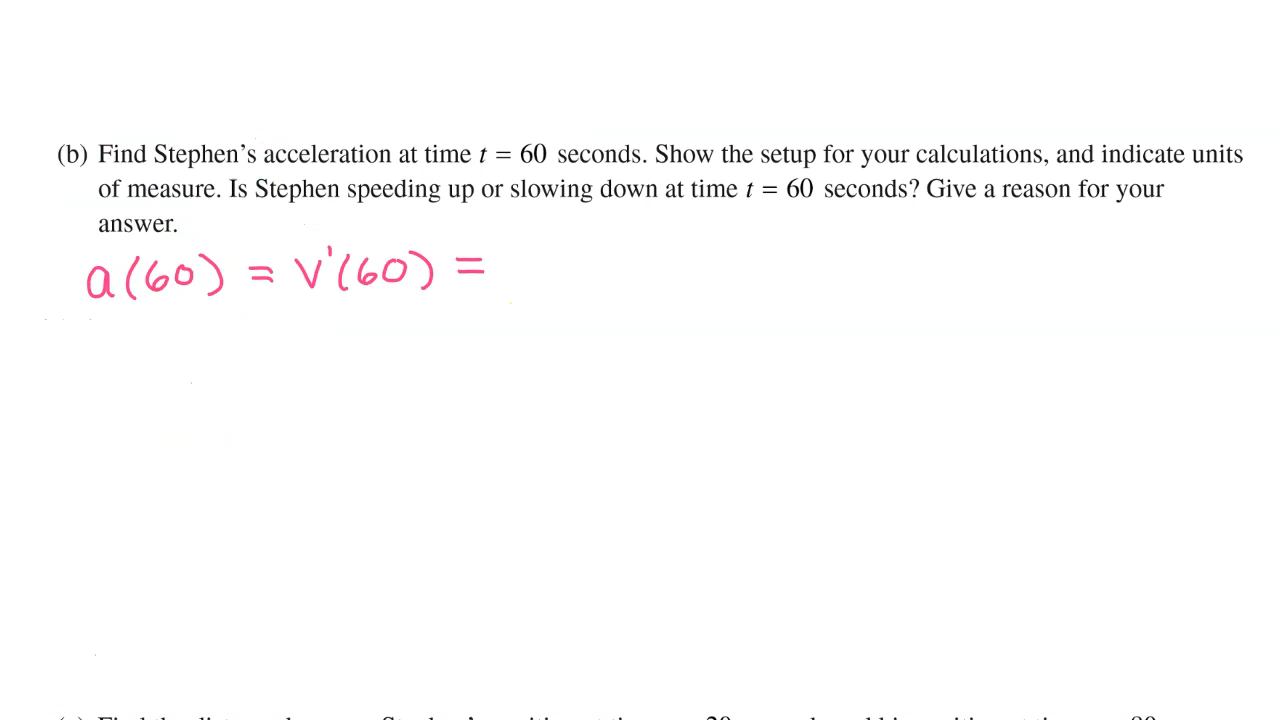 (b) Find Stephen’s acceleration at time t = 60 seconds. Show the setup for your calculations, and indicate units
of measure. Is Stephen speeding up or slowing down at time t = 60 seconds? Give a reason for your
answer.
a(60) = v'(60) =